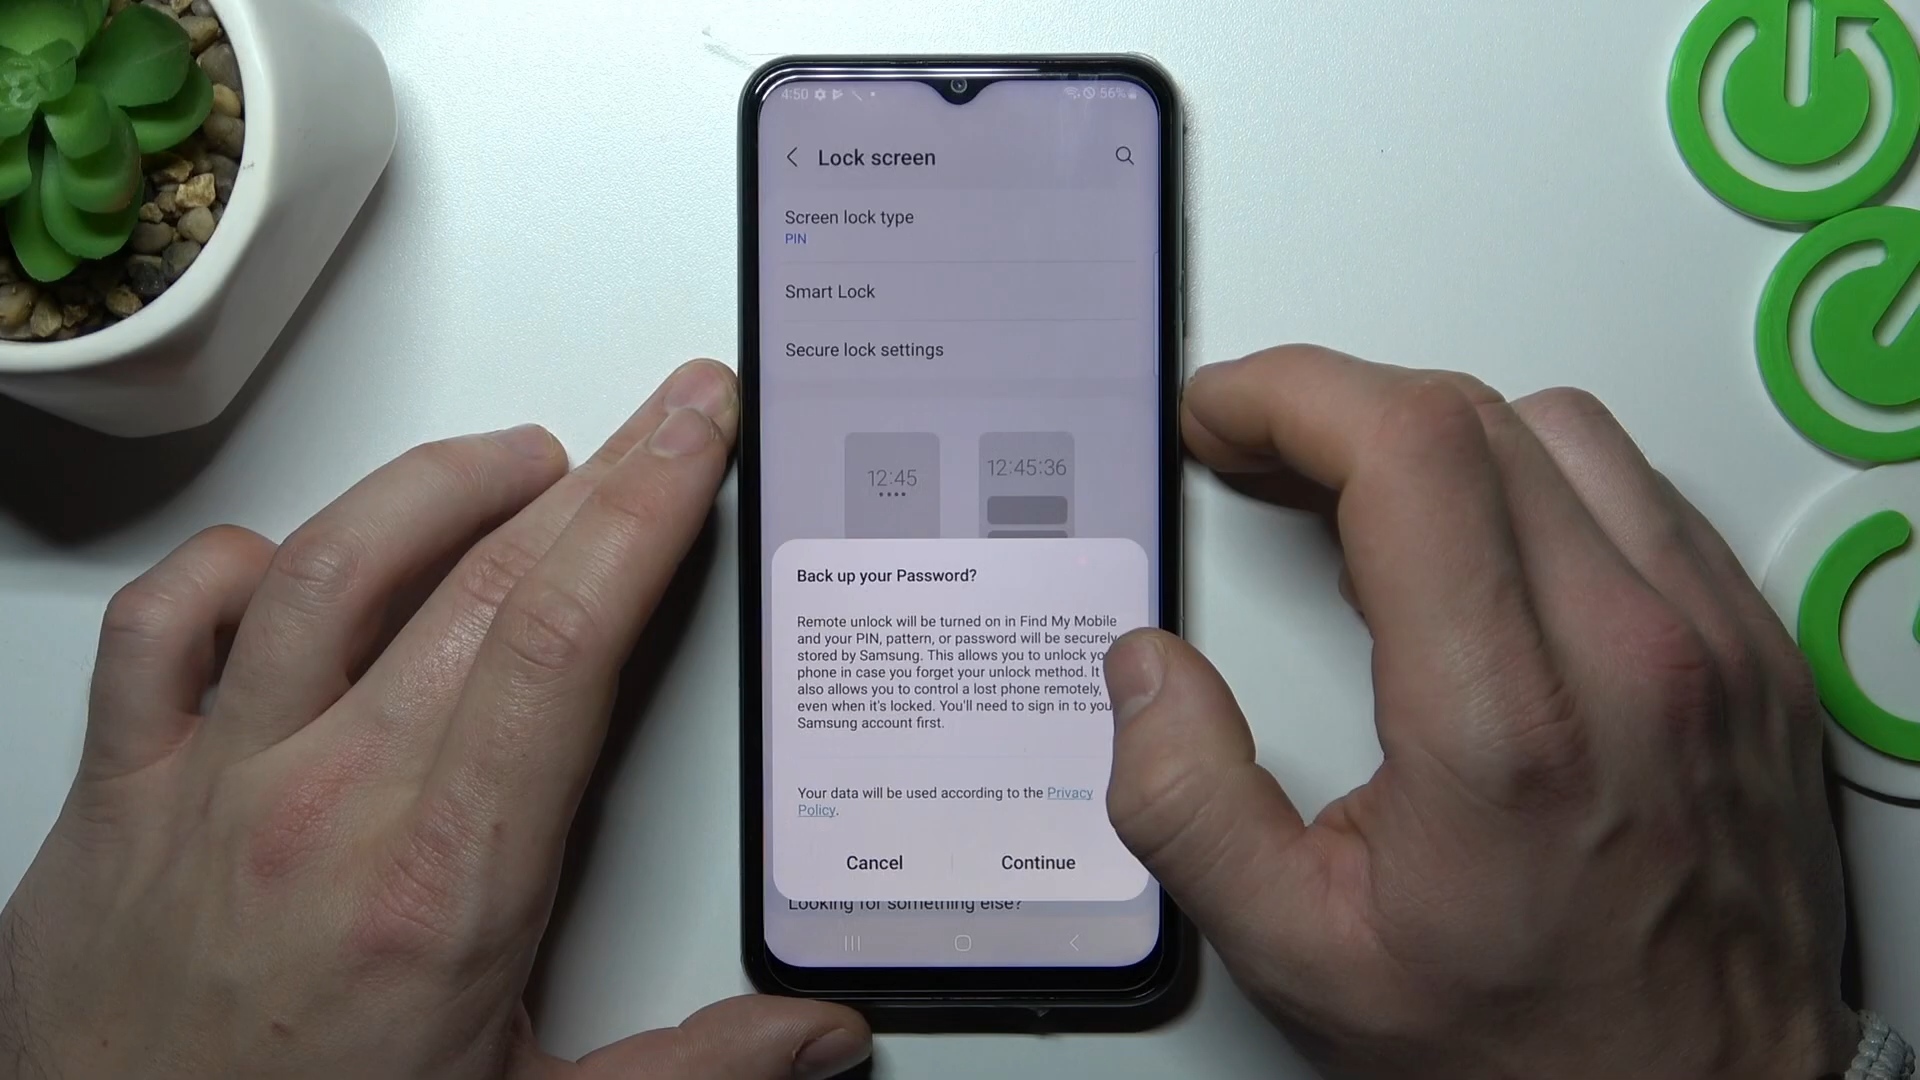 4:50 56%
Lock screen
Screen lock type
PIN
Smart Lock
Secure lock settings
12:45
12:45:36
Back up your Password?
Remote unlock will be turned on in Find My Mobile
and your PIN, pattern, or password will be securely
stored by Samsung. This allows you to unlock
phone in case you forget your unlock method. It
also allows you to control a lost phone remotely,
even when it's locked. You'll need to sign in to
Samsung account first.
Your data will be used according to the Privacy
Policy.
Cancel Continue
Looking for something else?